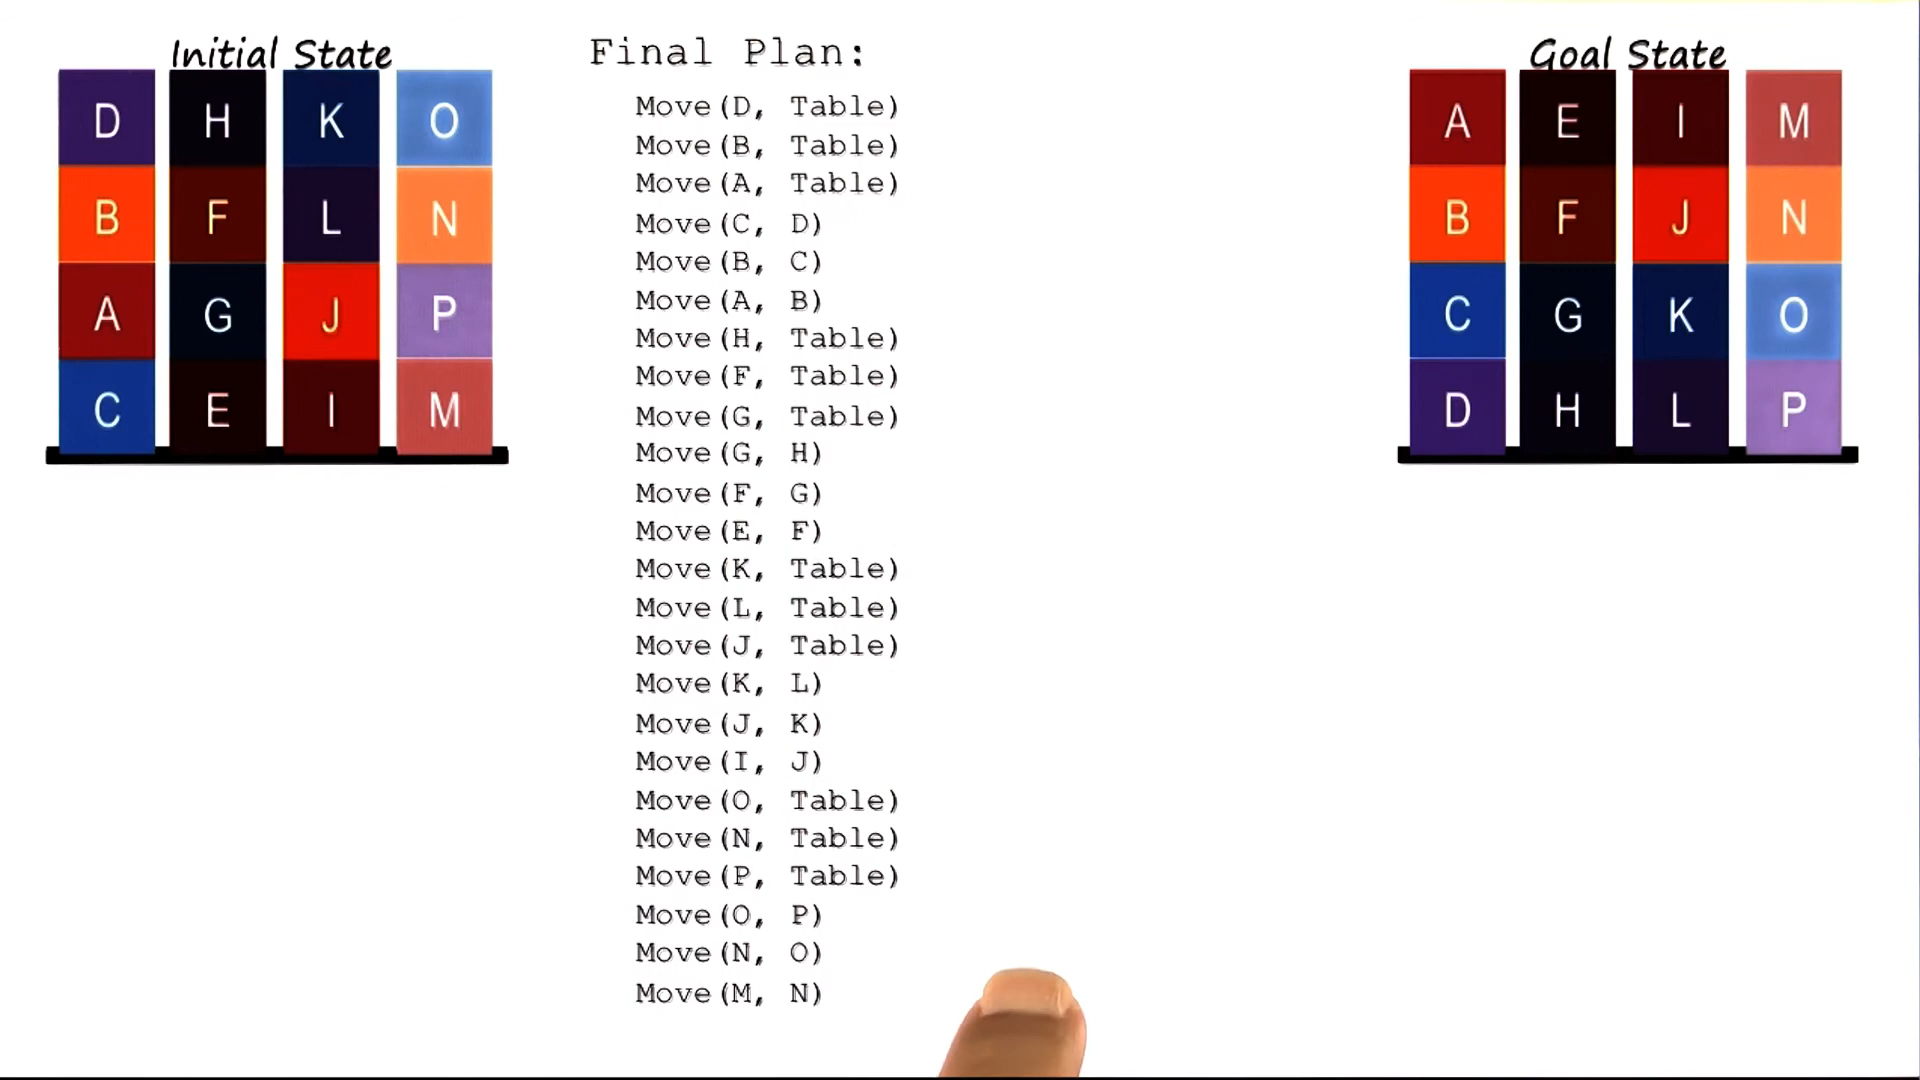 Initial State
D H K O
B F L N
A G J P
C E I M
Final Plan:
Move(D, Table)
Move(B, Table)
Move(A, Table)
Move(C, D)
Move(B, C)
Move(A, B)
Move(H, Table)
Move(F, Table)
Move(G, Table)
Move(G, H)
Move(F, G)
Move(E, F)
Move(K, Table)
Move(L, Table)
Move(J, Table)
Move(K, L)
Move(J, K)
Move(I, J)
Move(O, Table)
Move(N, Table)
Move(P, Table)
Move(O, P)
Move(N, O)
Move(M, N)
Goal State
A E I M
B F J N
C G K O
D H L P